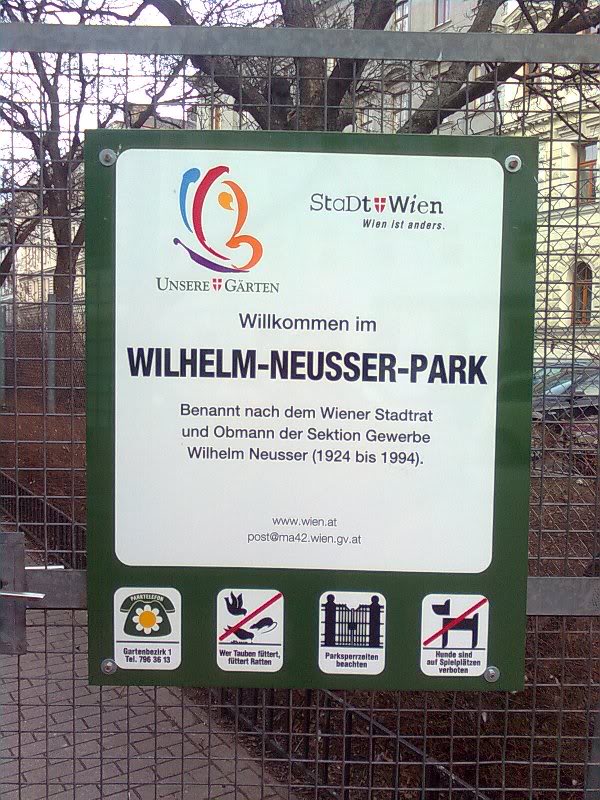 StaDt Wien
Wien ist anders.
UNSERE GÄRTEN
Willkommen im
WILHELM-NEUSSER-PARK
Benannt nach dem Wiener Stadtrat
und Obmann der Sektion Gewerbe
Wilhelm Neusser (1924 bis 1994).
www.wien.at
post@ma42.wien.gv.at
PARKTELEFON
Gartenbezirk 1
Tel. 796 36 13
Wer Tauben füttert,
füttert Ratten
Parksperrzeiten
beachten
Hunde sind
auf Spielplätzen
verboten